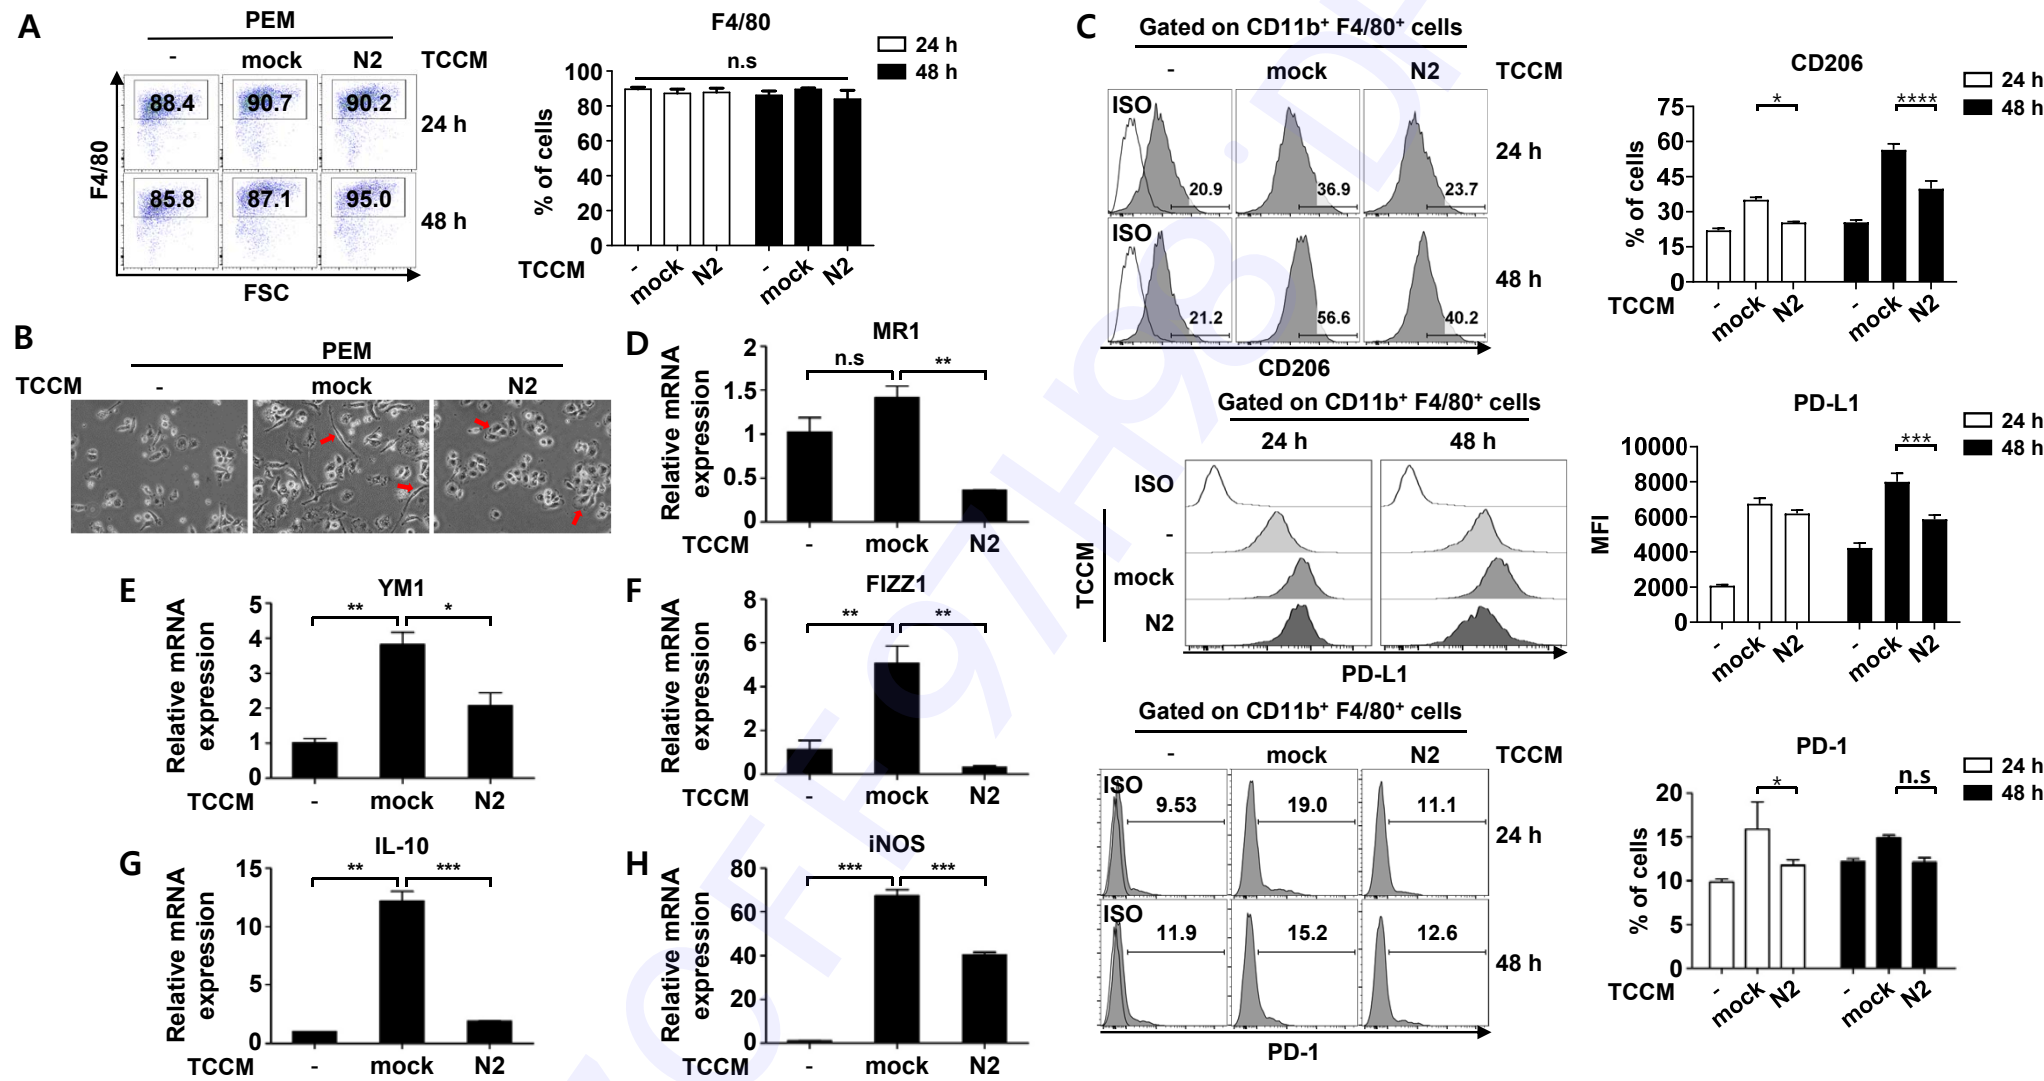 A
PEM
- mock N2 TCCM
88.4 90.7 90.2
24 h
85.8 87.1 95.0
48 h
F4/80
FSC
F4/80
24 h
48 h
n.s
100
80
60
40
20
0
% of cells
TCCM - mock N2 - mock N2
B
PEM
TCCM - mock N2
C
Gated on CD11b⁺ F4/80⁺ cells
- mock N2 TCCM
ISO
20.9 36.9 23.7
24 h
ISO
21.2 56.6 40.2
48 h
CD206
CD206
24 h
48 h
* ****
75
60
45
30
15
0
% of cells
TCCM - mock N2 - mock N2
Gated on CD11b⁺ F4/80⁺ cells
24 h 48 h
ISO
-
mock
N2
TCCM
PD-L1
PD-L1
24 h
48 h
***
10000
8000
6000
4000
2000
0
MFI
- mock N2 - mock N2
Gated on CD11b⁺ F4/80⁺ cells
- mock N2 TCCM
ISO
9.53 19.0 11.1
24 h
ISO
11.9 15.2 12.6
48 h
PD-1
PD-1
24 h
48 h
* n.s
20
15
10
5
0
% of cells
TCCM - mock N2 - mock N2
D
MR1
n.s **
2
1.5
1
0.5
0
Relative mRNA
expression
TCCM - mock N2
E
YM1
** *
5
4
3
2
1
0
Relative mRNA
expression
TCCM - mock N2
F
FIZZ1
** **
8
6
4
2
0
Relative mRNA
expression
TCCM - mock N2
G
IL-10
** ***
15
10
5
0
Relative mRNA
expression
TCCM - mock N2
H
iNOS
*** ***
80
60
40
20
0
Relative mRNA
expression
TCCM - mock N2